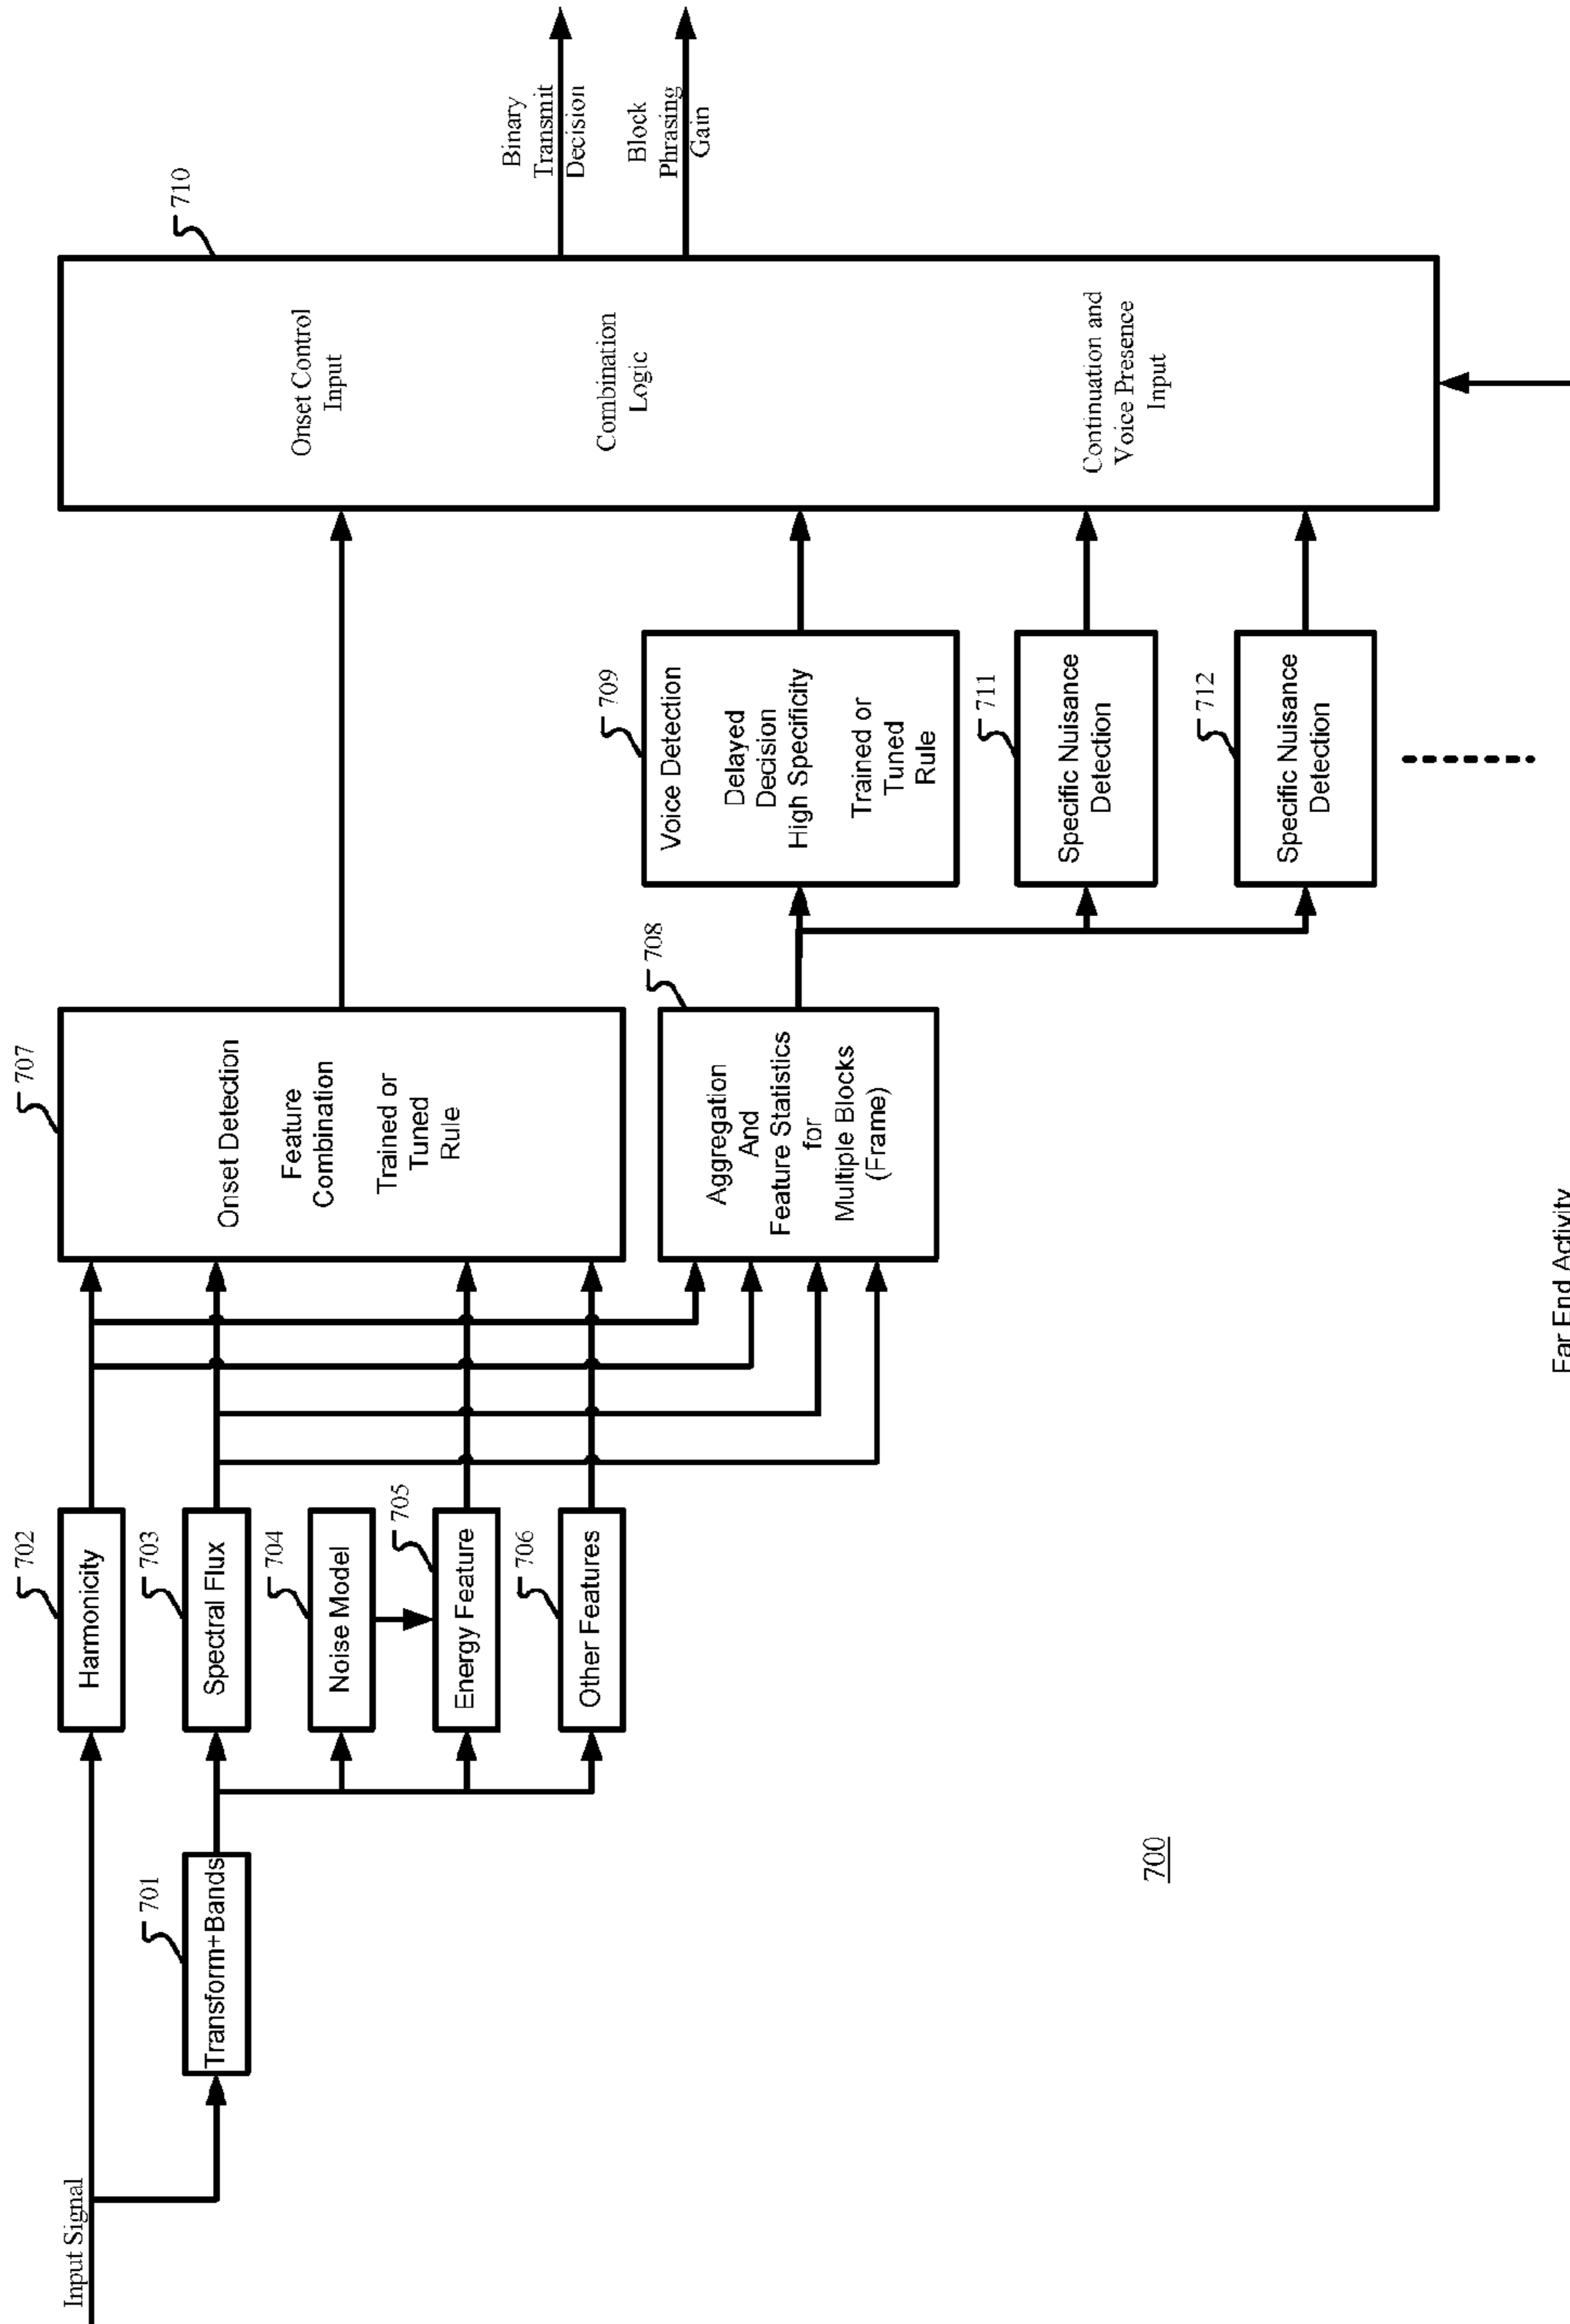 Input Signal
701
Transform+Bands
702
Harmonicity
703
Spectral Flux
704
Noise Model
705
Energy Feature
706
Other Features
707
Onset Detection
Feature
Combination
Trained or
Tuned
Rule
708
Aggregation
And
Feature Statistics
for
Multiple Blocks
(Frame)
709
Voice Detection
Delayed
Decision
High Specificity
Trained or
Tuned
Rule
711
Specific Nuisance
Detection
712
Specific Nuisance
Detection
710
Onset Control
Input
Combination
Logic
Continuation and
Voice Presence
Input
Binary
Transmit
Decision
Block
Phrasing
Gain
Far End Activity
700